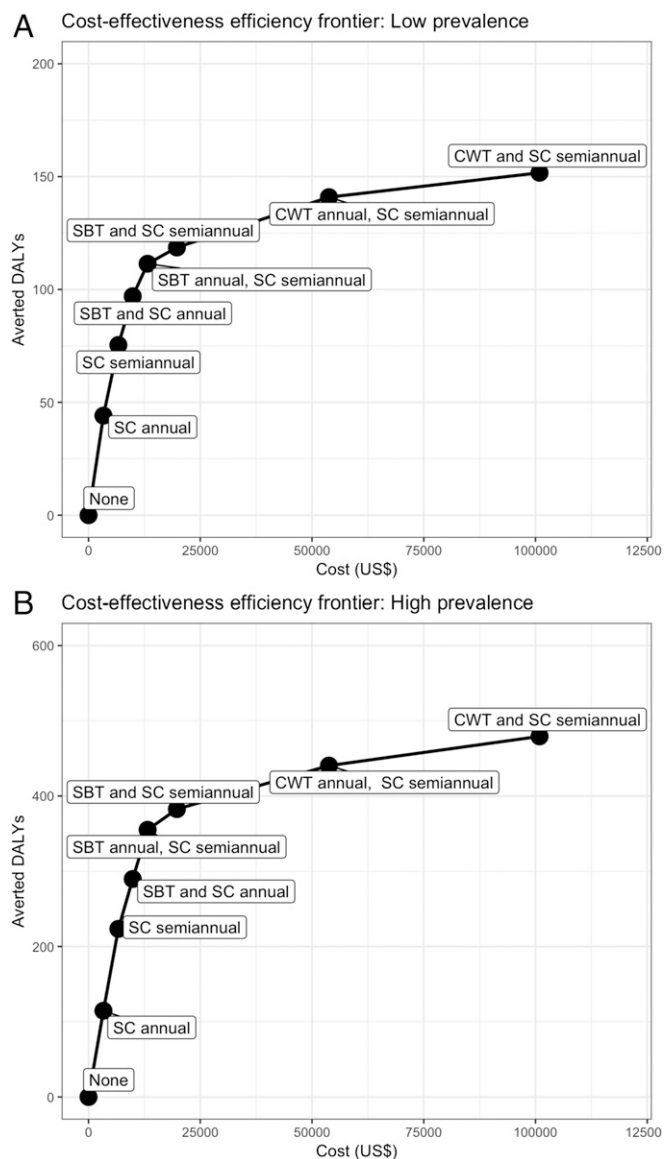 A
Cost-effectiveness efficiency frontier: Low prevalence
200
150
100
50
0
Averted DALYs
CWT and SC semiannual
CWT annual, SC semiannual
SBT and SC semiannual
SBT annual, SC semiannual
SBT and SC annual
SC semiannual
SC annual
None
0
25000
50000
75000
100000
12500
Cost (US$)
B
Cost-effectiveness efficiency frontier: High prevalence
600
400
200
0
Averted DALYs
CWT and SC semiannual
CWT annual, SC semiannual
SBT and SC semiannual
SBT annual, SC semiannual
SBT and SC annual
SC semiannual
SC annual
None
0
25000
50000
75000
100000
12500
Cost (US$)